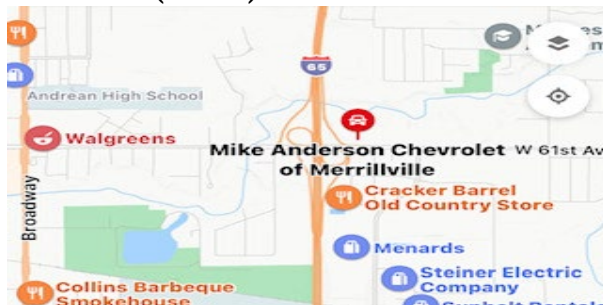 65
Andrean High School
Walgreens
Mike Anderson Chevrolet
of Merrillville
W 61st Av
Cracker Barrel
Old Country Store
Broadway
Menards
Steiner Electric
Company
Collins Barbeque
Smokehouse